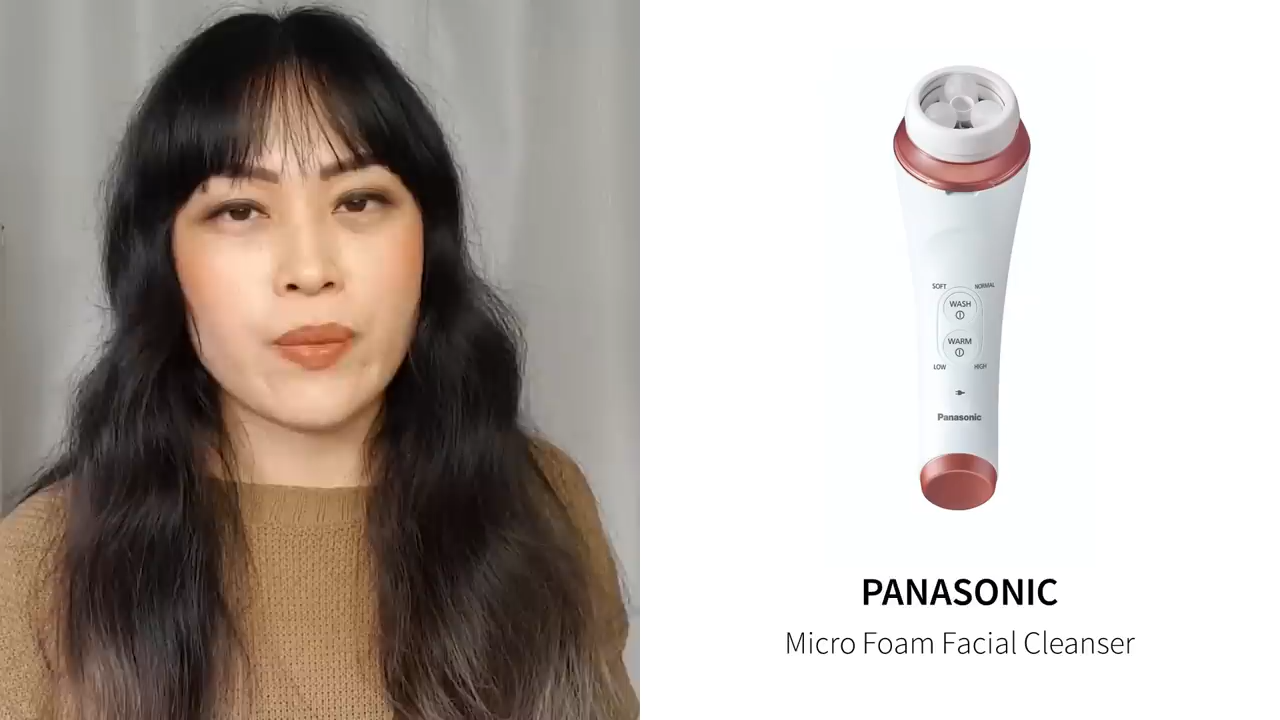 SOFT NORMAL
WASH
WARM
LOW HIGH
Panasonic
PANASONIC
Micro Foam Facial Cleanser